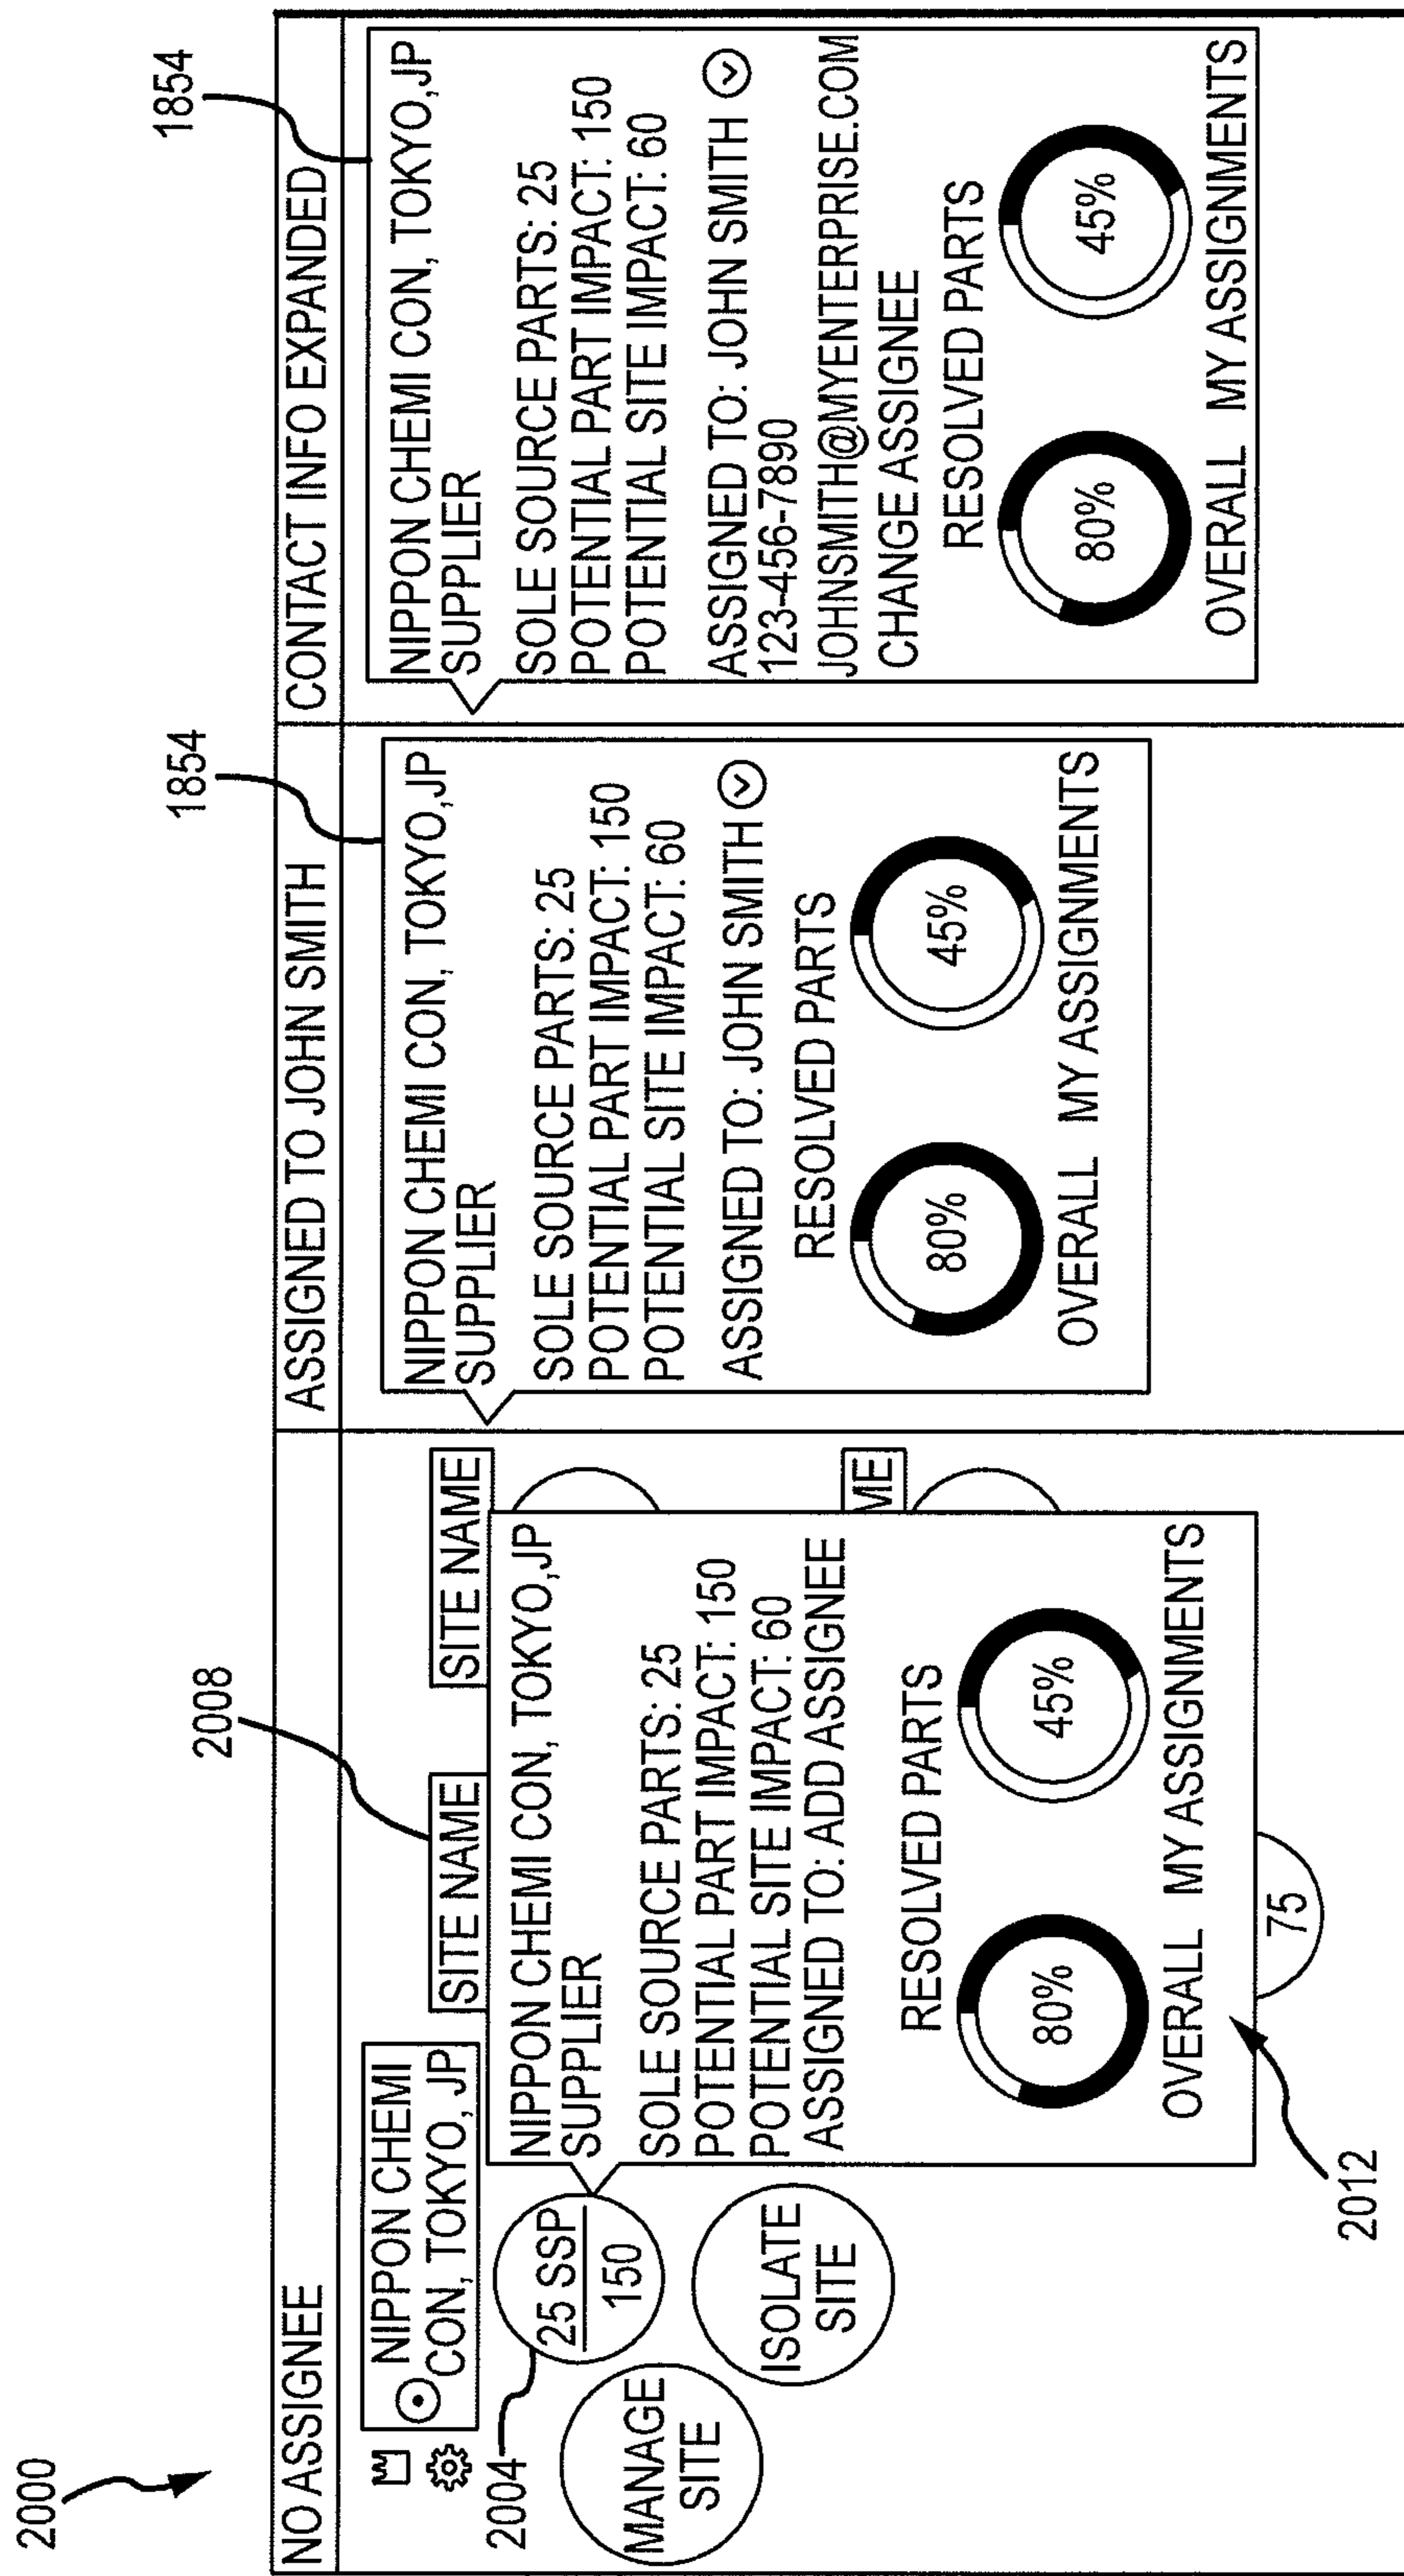 2000
NO ASSIGNEE
NIPPON CHEMI
CON, TOKYO, JP
2004
25 SSP
150
MANAGE
SITE
ISOLATE
SITE
2008
SITE NAME
SITE NAME
ME
NIPPON CHEMI CON, TOKYO,JP
SUPPLIER
SOLE SOURCE PARTS: 25
POTENTIAL PART IMPACT: 150
POTENTIAL SITE IMPACT: 60
ASSIGNED TO: ADD ASSIGNEE
RESOLVED PARTS
80% 45%
OVERALL MY ASSIGNMENTS
75
2012
ASSIGNED TO JOHN SMITH
1854
NIPPON CHEMI CON, TOKYO,JP
SUPPLIER
SOLE SOURCE PARTS: 25
POTENTIAL PART IMPACT: 150
POTENTIAL SITE IMPACT: 60
ASSIGNED TO: JOHN SMITH
RESOLVED PARTS
80% 45%
OVERALL MY ASSIGNMENTS
CONTACT INFO EXPANDED
1854
NIPPON CHEMI CON, TOKYO,JP
SUPPLIER
SOLE SOURCE PARTS: 25
POTENTIAL PART IMPACT: 150
POTENTIAL SITE IMPACT: 60
ASSIGNED TO: JOHN SMITH
123-456-7890
JOHNSMITH@MYENTERPRISE.COM
CHANGE ASSIGNEE
RESOLVED PARTS
80% 45%
OVERALL MY ASSIGNMENTS